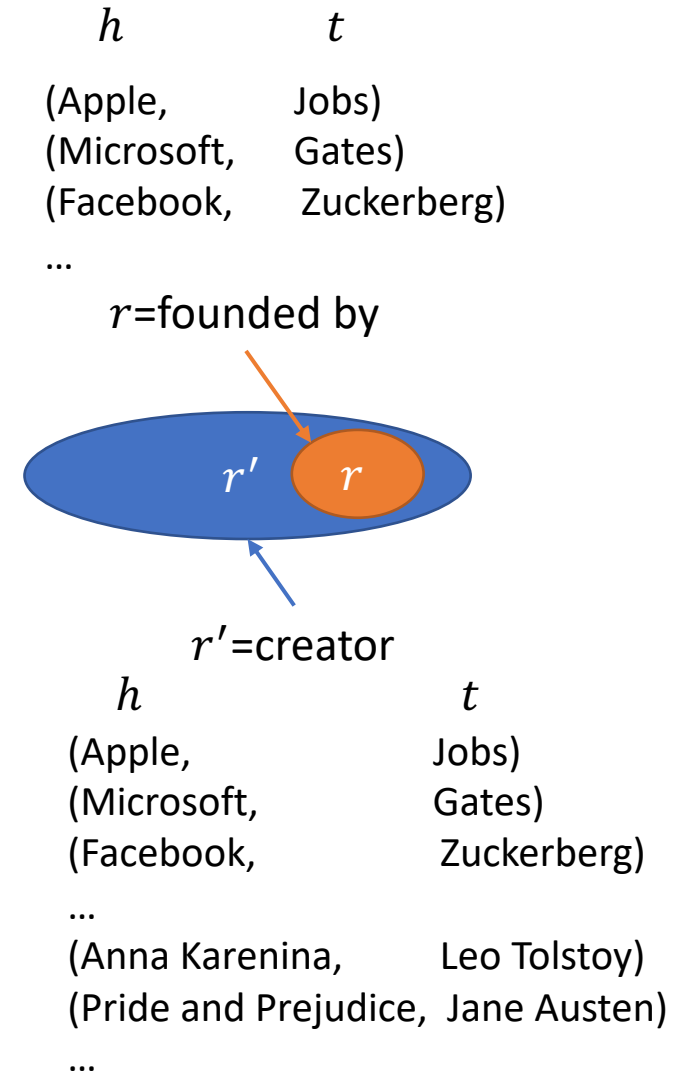 h t
(Apple, Jobs)
(Microsoft, Gates)
(Facebook, Zuckerberg)
…
r=founded by
r′ r
r′=creator
h t
(Apple, Jobs)
(Microsoft, Gates)
(Facebook, Zuckerberg)
…
(Anna Karenina, Leo Tolstoy)
(Pride and Prejudice, Jane Austen)
…